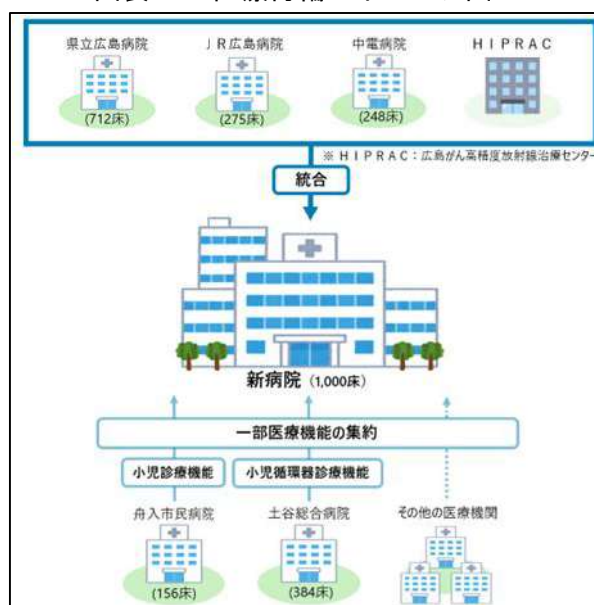 県立広島病院
JR広島病院
中電病院
HIPRAC
(712床)
(275床)
(248床)
※HIPRAC:広島がん高精度放射線治療センター
統合
新病院 (1,000床)
一部医療機能の集約
小児診療機能
小児循環器診療機能
舟入市民病院
土谷総合病院
その他の医療機関
(156床)
(384床)